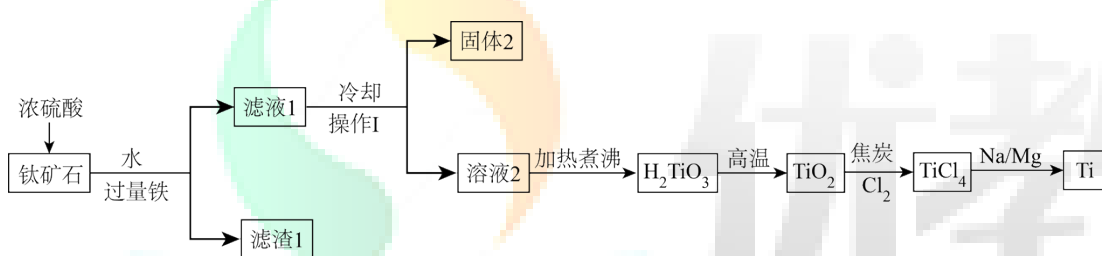 固体2
浓硫酸
滤液1
冷却
操作I
钛矿石
水
过量铁
溶液2
加热煮沸
H₂TiO₃
高温
TiO₂
焦炭
Cl₂
TiCl₄
Na/Mg
Ti
滤渣1
优孝